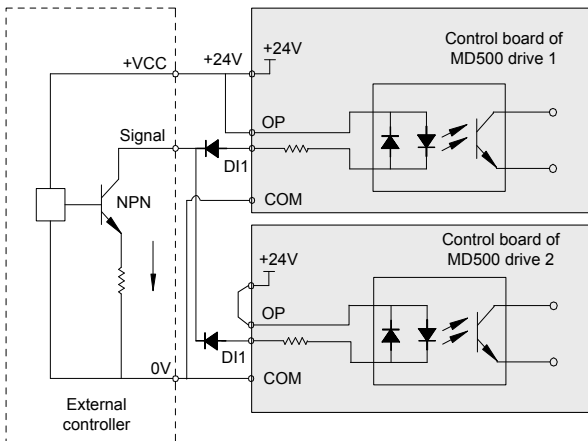 Control board of
MD500 drive 1
+VCC
+24V
+24V
OP
Signal
DI1
NPN
COM
Control board of
MD500 drive 2
+24V
OP
DI1
0V
COM
External
controller